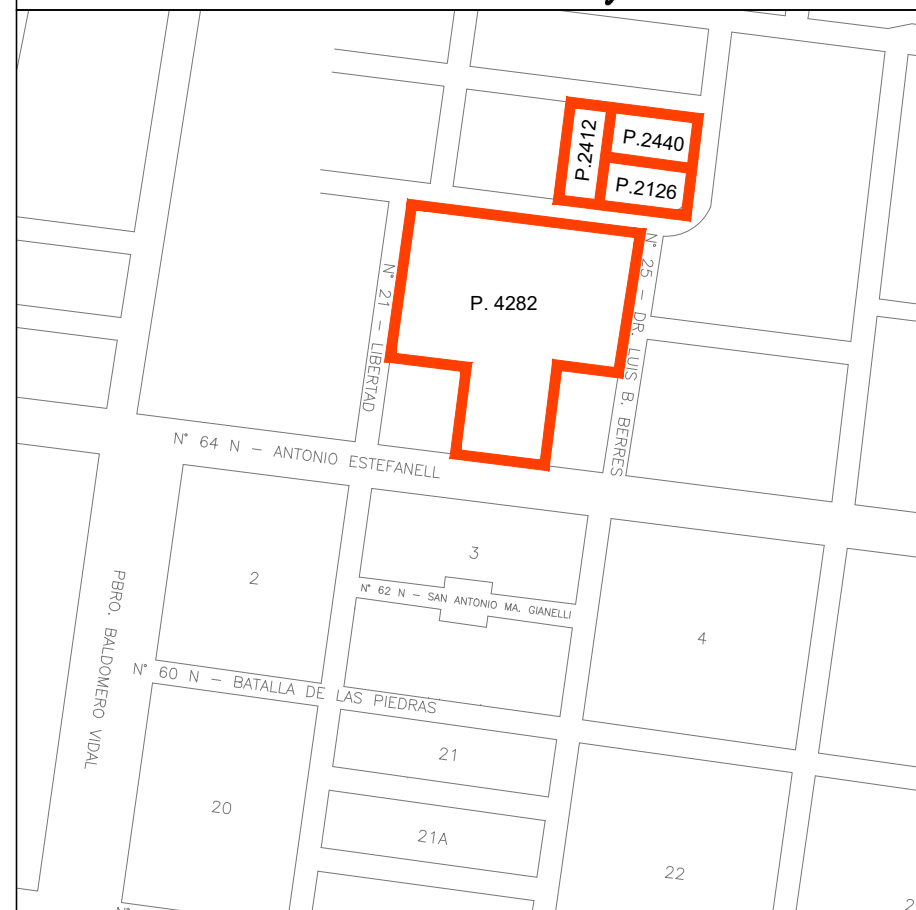 P.2412
P.2440
P.2126
P. 4282
N° 21 – LIBERTAD
N° 25 – DR. LUIS B. BERRES
N° 64 N – ANTONIO ESTEFANELL
3
2
N° 62 N – SAN ANTONIO MA. GIANELLI
4
PBRO. BALDOMERO VIDAL
N° 60 N – BATALLA DE LAS PIEDRAS
21
20
21A
22